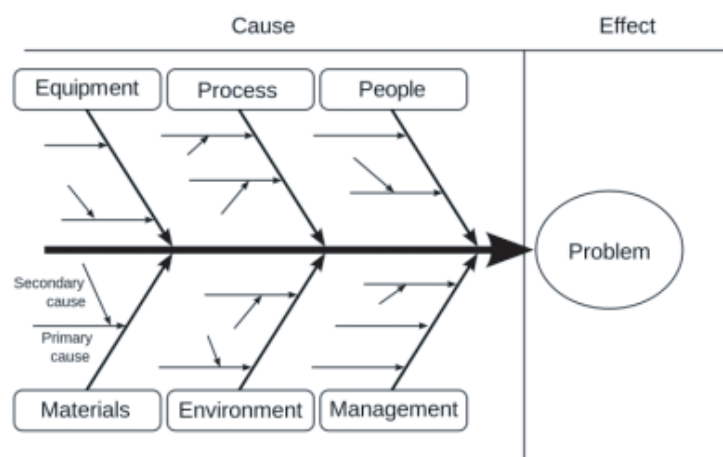 Cause
Effect
Equipment
Process
People
Problem
Secondary
cause
Primary
cause
Materials
Environment
Management